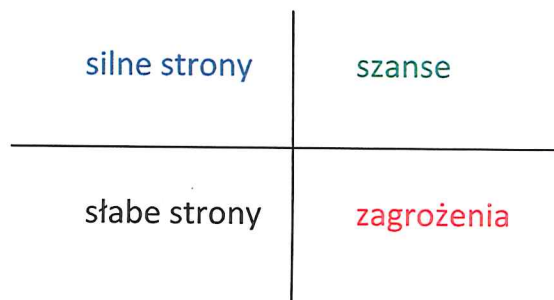 silne strony
szanse
słabe strony
zagrożenia